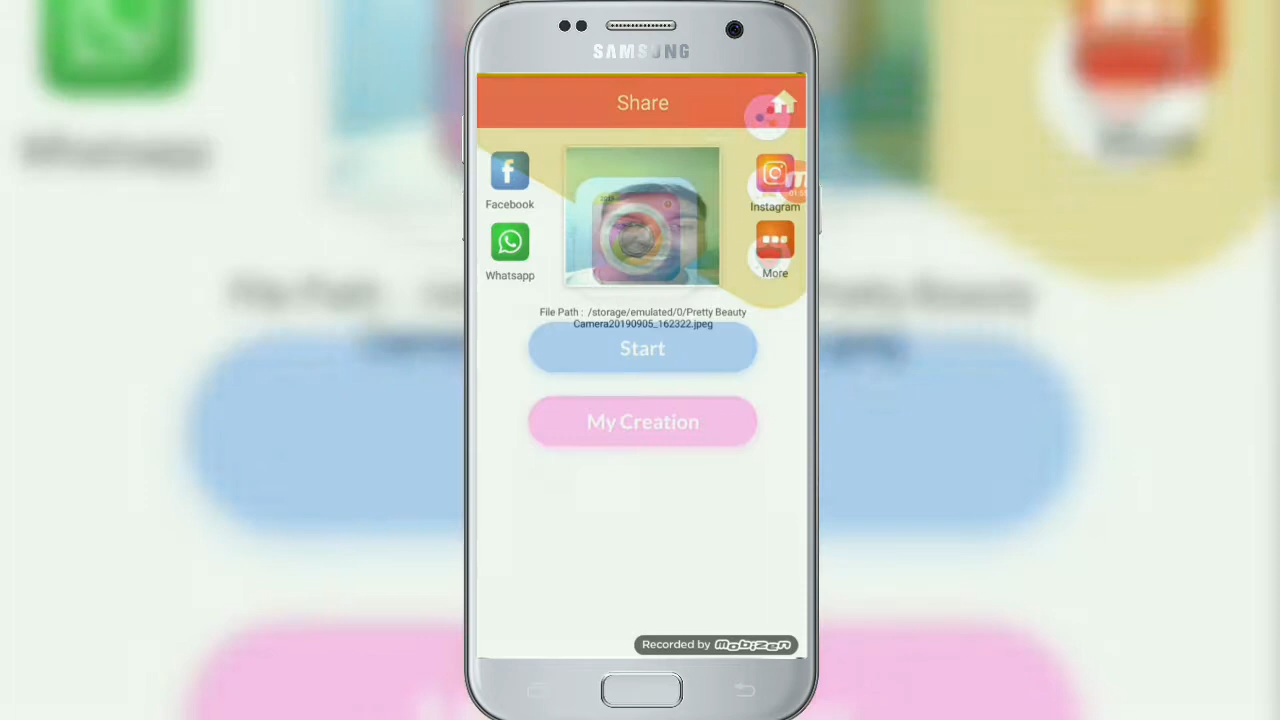 SAMSUNG
Share
Facebook
Instagram
Whatsapp
More
File Path : /storage/emulated/0/Pretty Beauty
Camera20190905_162322.jpeg
Start
My Creation
Recorded by mobizen